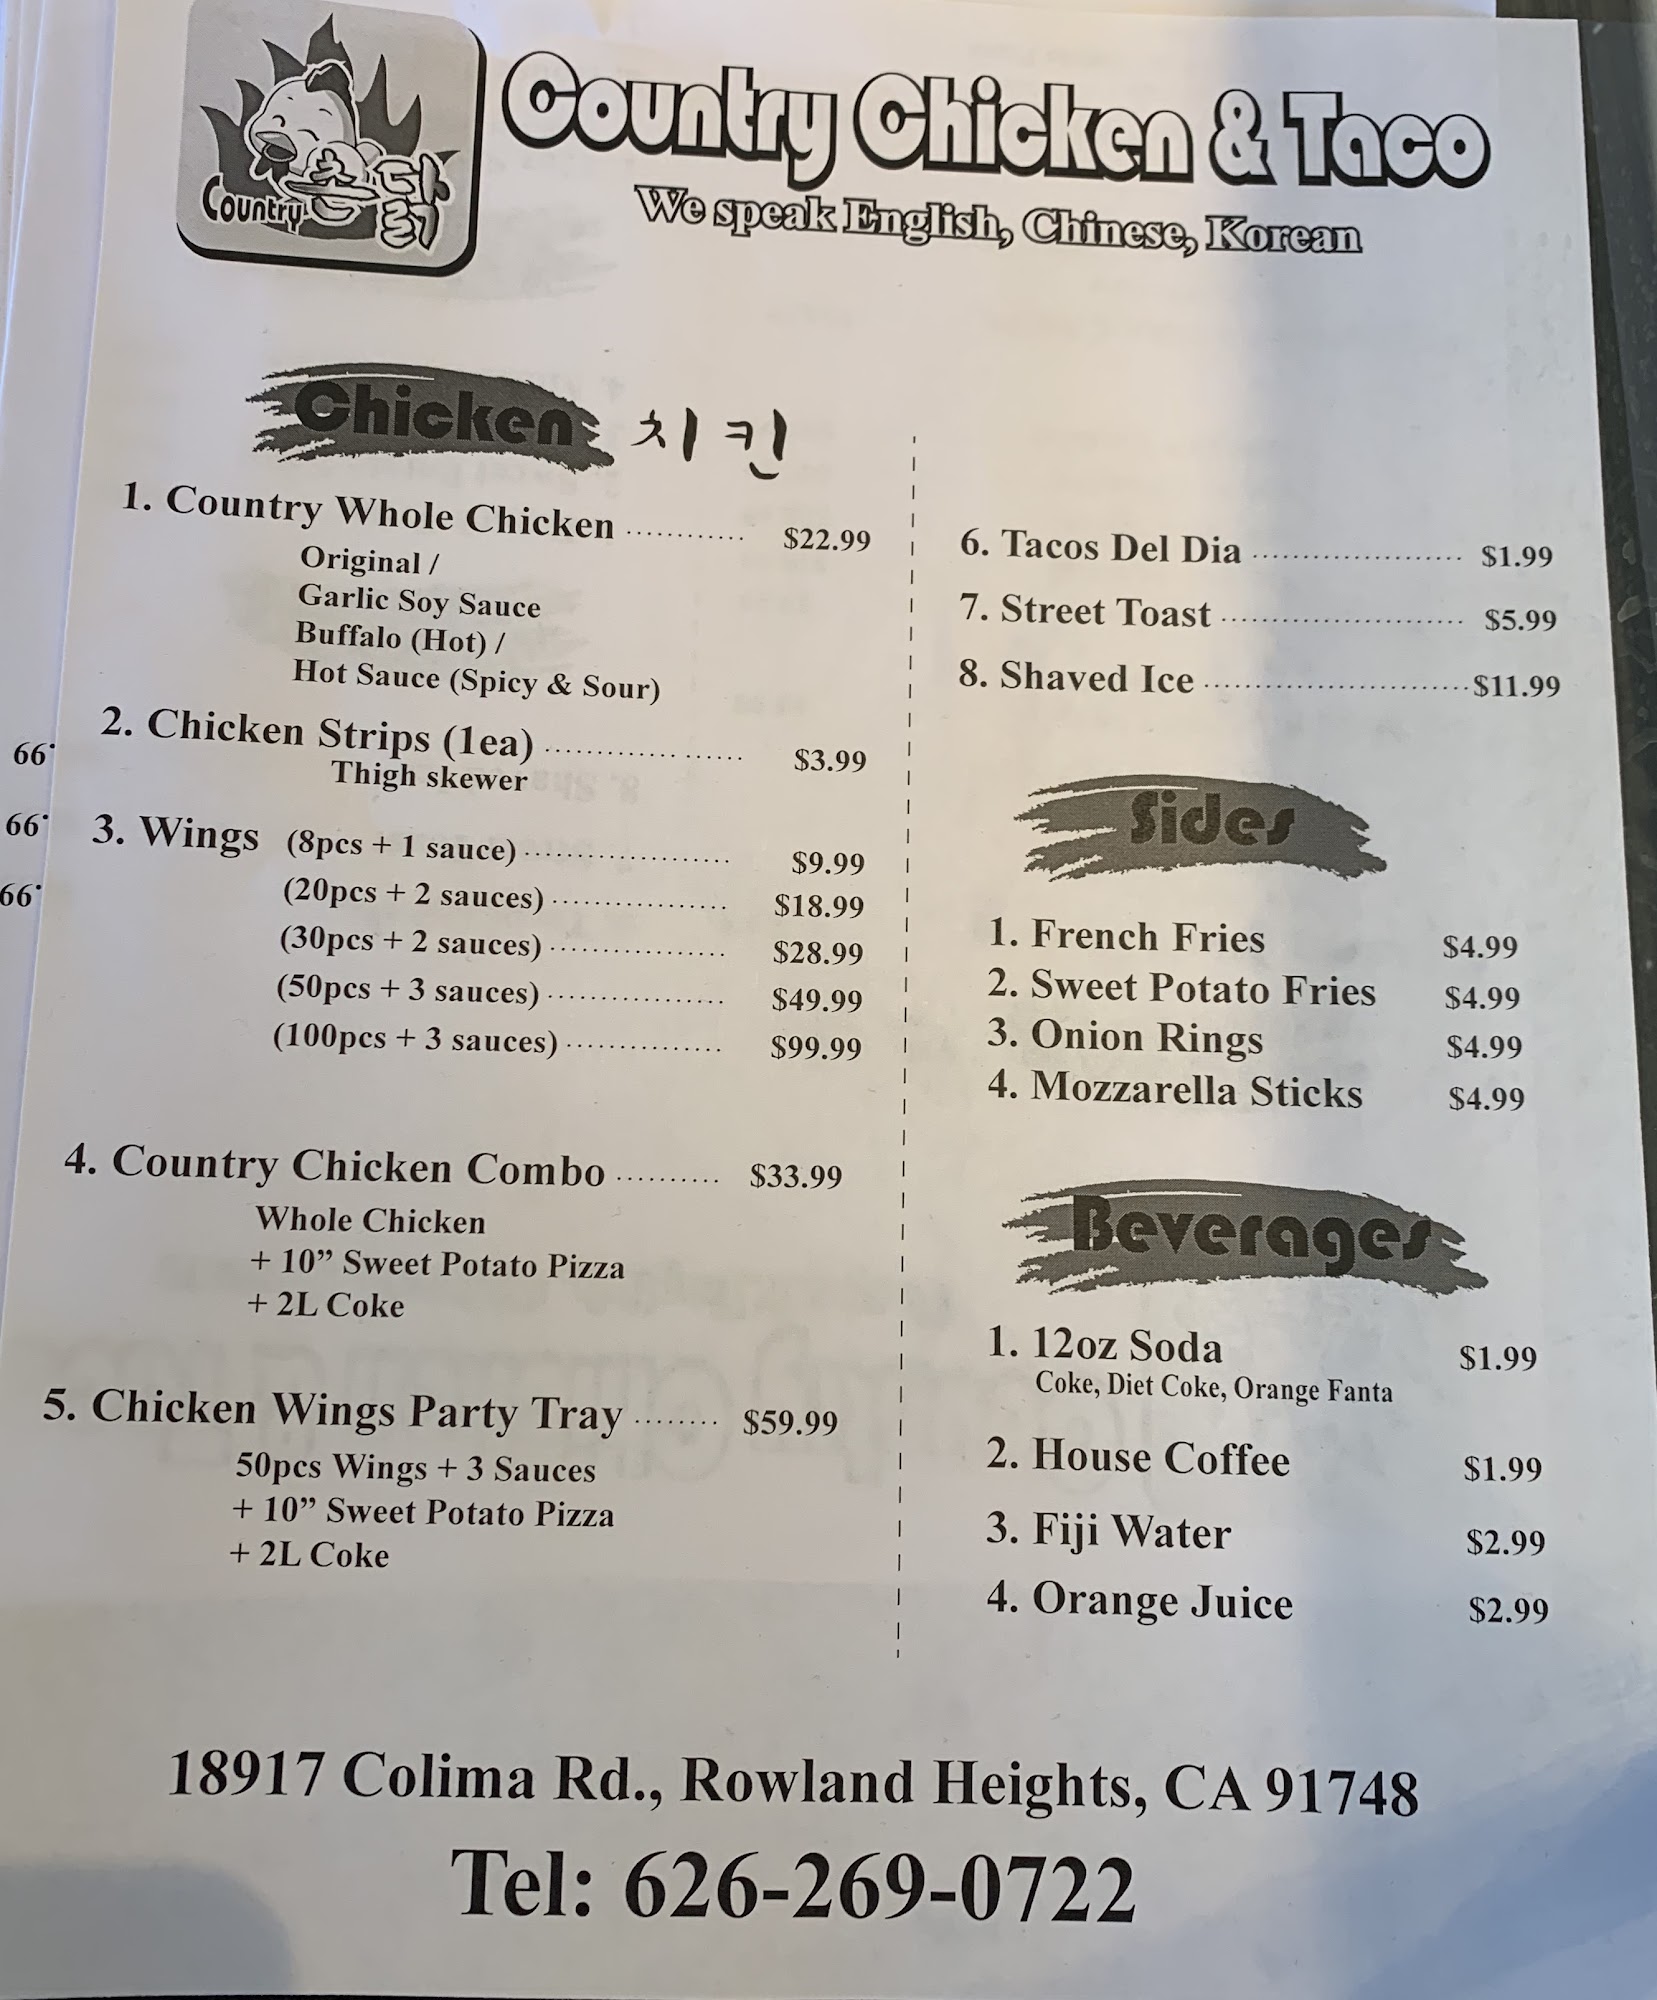 Country
촌닭
Country Chicken & Taco
We speak English, Chinese, Korean
Chicken 치킨
1. Country Whole Chicken ............ $22.99
Original /
Garlic Soy Sauce
Buffalo (Hot) /
Hot Sauce (Spicy & Sour)
2. Chicken Strips (1ea) .................... $3.99
Thigh skewer
3. Wings (8pcs + 1 sauce) .................... $9.99
(20pcs + 2 sauces) ................. $18.99
(30pcs + 2 sauces) ................. $28.99
(50pcs + 3 sauces) ................. $49.99
(100pcs + 3 sauces) ............... $99.99
4. Country Chicken Combo .......... $33.99
Whole Chicken
+ 10” Sweet Potato Pizza
+ 2L Coke
5. Chicken Wings Party Tray ........ $59.99
50pcs Wings + 3 Sauces
+ 10” Sweet Potato Pizza
+ 2L Coke
6. Tacos Del Dia ..................... $1.99
7. Street Toast ........................ $5.99
8. Shaved Ice ........................... $11.99
Sides
1. French Fries $4.99
2. Sweet Potato Fries $4.99
3. Onion Rings $4.99
4. Mozzarella Sticks $4.99
Beverages
1. 12oz Soda $1.99
Coke, Diet Coke, Orange Fanta
2. House Coffee $1.99
3. Fiji Water $2.99
4. Orange Juice $2.99
18917 Colima Rd., Rowland Heights, CA 91748
Tel: 626-269-0722
66
66
66